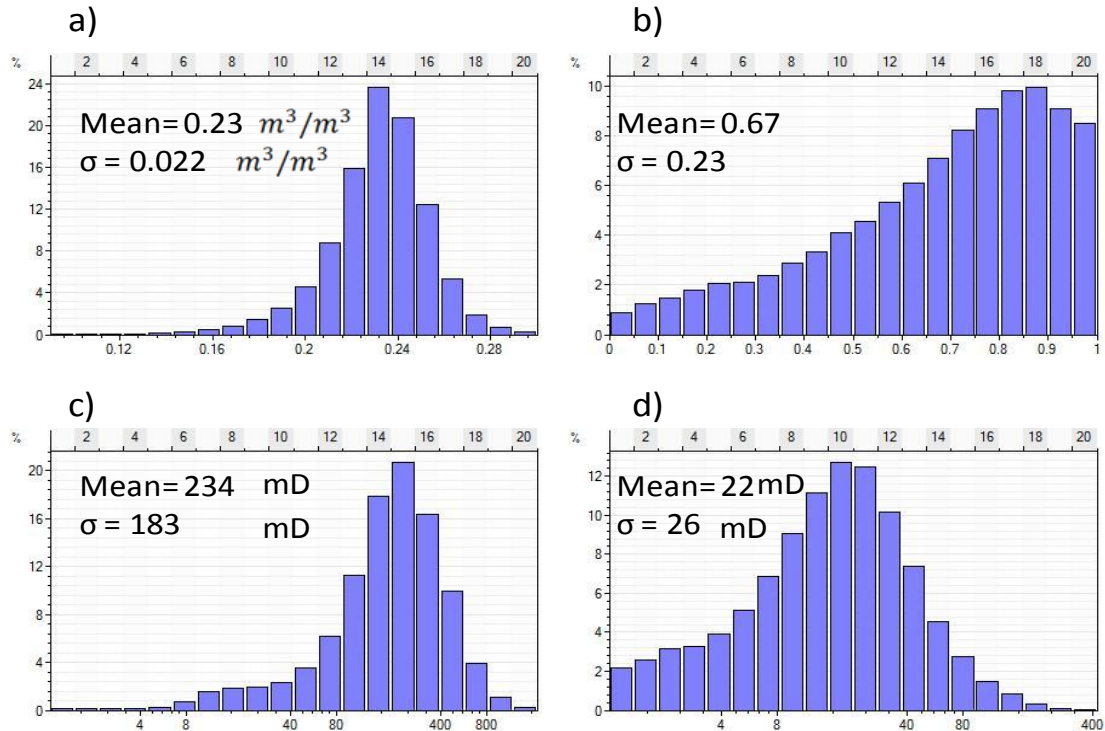 a)
% 2 4 6 8 10 12 14 16 18 20
24
20
16
12
8
4
0
Mean= 0.23 m³/m³
σ = 0.022 m³/m³
0.12 0.16 0.2 0.24 0.28
b)
% 2 4 6 8 10 12 14 16 18 20
10
8
6
4
2
0
Mean= 0.67
σ = 0.23
0 0.1 0.2 0.3 0.4 0.5 0.6 0.7 0.8 0.9 1
c)
% 2 4 6 8 10 12 14 16 18 20
20
16
12
8
4
0
Mean= 234 mD
σ = 183 mD
4 8 40 80 400 800
d)
% 2 4 6 8 10 12 14 16 18 20
12
10
8
6
4
2
0
Mean= 22 mD
σ = 26 mD
4 8 40 80 400